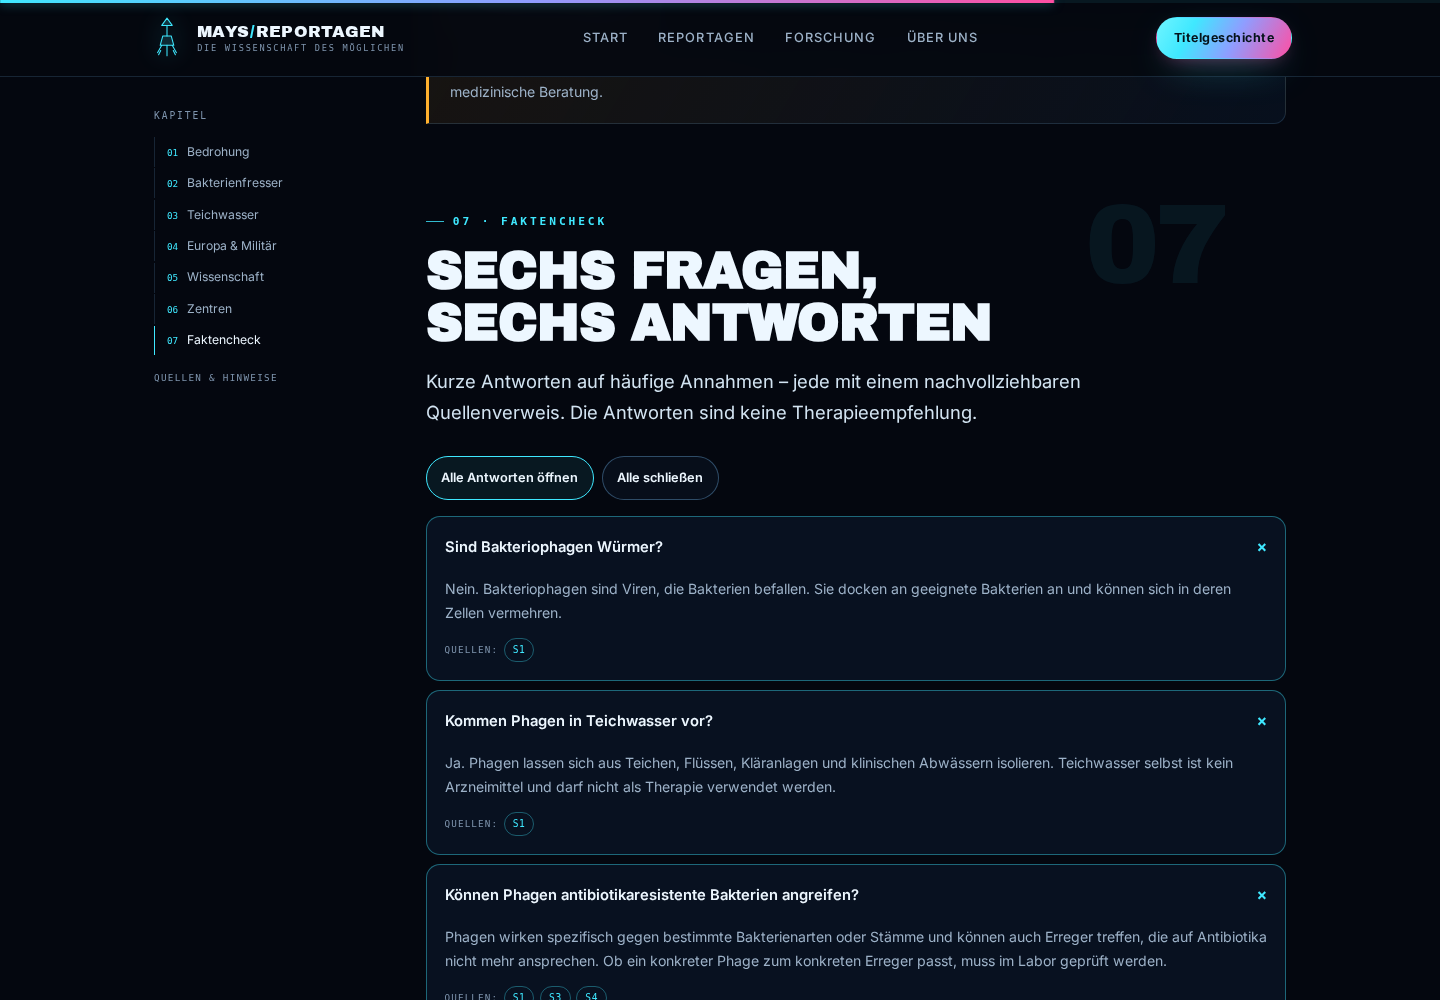 MAYS/REPORTAGEN
DIE WISSENSCHAFT DES MÖGLICHEN
START
REPORTAGEN
FORSCHUNG
ÜBER UNS
Titelgeschichte
KAPITEL
01 Bedrohung
02 Bakterienfresser
03 Teichwasser
04 Europa & Militär
05 Wissenschaft
06 Zentren
07 Faktencheck
QUELLEN & HINWEISE
medizinische Beratung.
07 · FAKTENCHECK
07
SECHS FRAGEN,
SECHS ANTWORTEN
Kurze Antworten auf häufige Annahmen – jede mit einem nachvollziehbaren
Quellenverweis. Die Antworten sind keine Therapieempfehlung.
Alle Antworten öffnen
Alle schließen
Sind Bakteriophagen Würmer?
×
Nein. Bakteriophagen sind Viren, die Bakterien befallen. Sie docken an geeignete Bakterien an und können sich in deren
Zellen vermehren.
QUELLEN: S1
Kommen Phagen in Teichwasser vor?
×
Ja. Phagen lassen sich aus Teichen, Flüssen, Kläranlagen und klinischen Abwässern isolieren. Teichwasser selbst ist kein
Arzneimittel und darf nicht als Therapie verwendet werden.
QUELLEN: S1
Können Phagen antibiotikaresistente Bakterien angreifen?
×
Phagen wirken spezifisch gegen bestimmte Bakterienarten oder Stämme und können auch Erreger treffen, die auf Antibiotika
nicht mehr ansprechen. Ob ein konkreter Phage zum konkreten Erreger passt, muss im Labor geprüft werden.
QUELLEN: S1 S3 S4